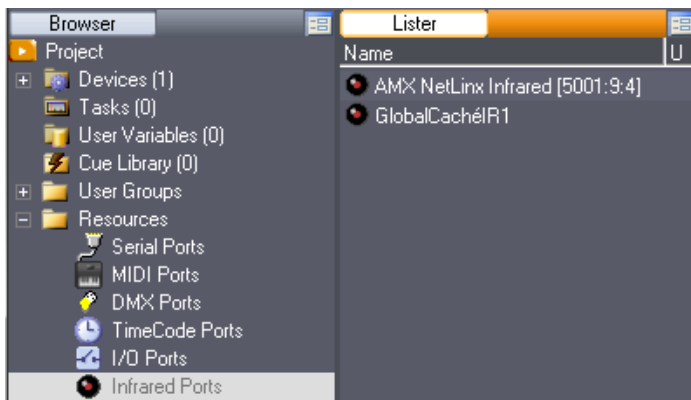 Browser
Project
Devices (1)
Tasks (0)
User Variables (0)
Cue Library (0)
User Groups
Resources
Serial Ports
MIDI Ports
DMX Ports
TimeCode Ports
I/O Ports
Infrared Ports
Lister
Name U
AMX NetLinx Infrared [5001:9:4]
GlobalCachéIR1